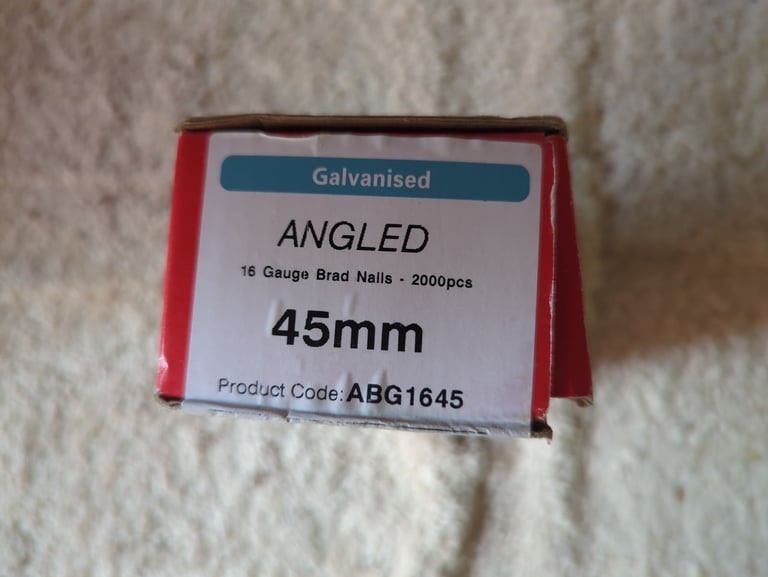 Galvanised
ANGLED
16 Gauge Brad Nails - 2000pcs
45mm
Product Code: ABG1645